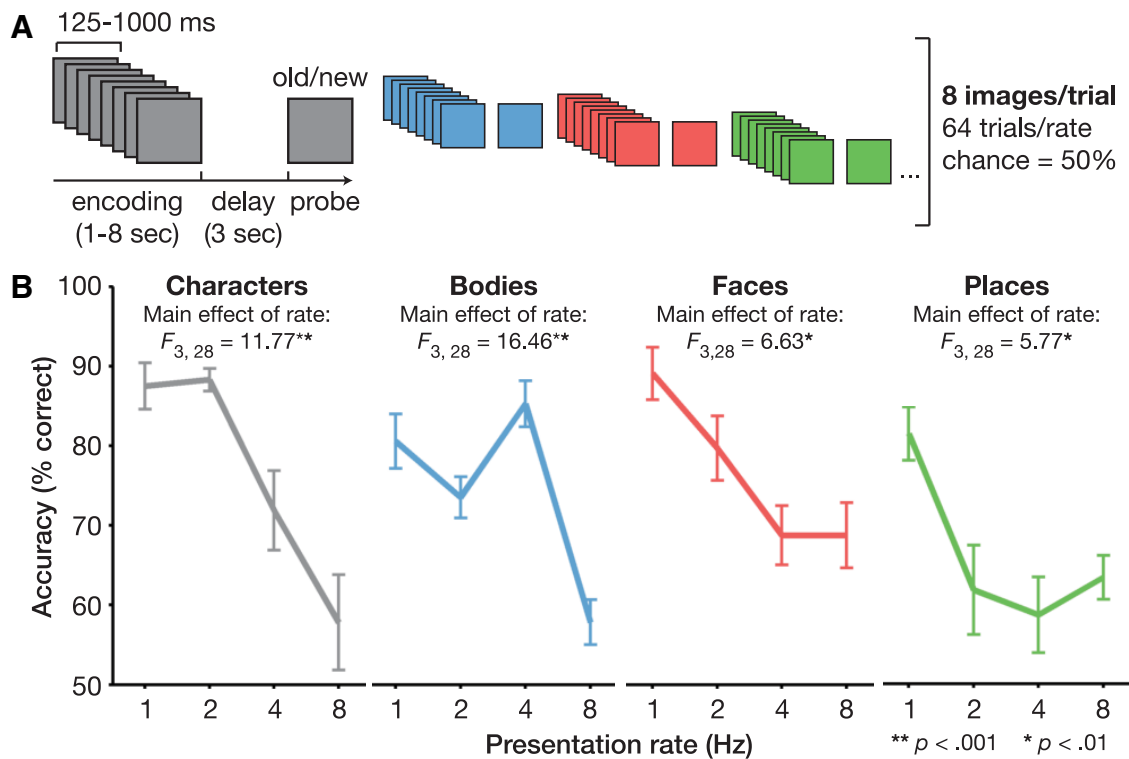 A
125-1000 ms
old/new
encoding
(1-8 sec)
delay
(3 sec)
probe
...
8 images/trial
64 trials/rate
chance = 50%
B
Accuracy (% correct)
100
90
80
70
60
50
Characters
Main effect of rate:
F3, 28 = 11.77**
1 2 4 8
Bodies
Main effect of rate:
F3, 28 = 16.46**
1 2 4 8
Faces
Main effect of rate:
F3,28 = 6.63*
1 2 4 8
Places
Main effect of rate:
F3, 28 = 5.77*
1 2 4 8
Presentation rate (Hz)
** p < .001 * p < .01